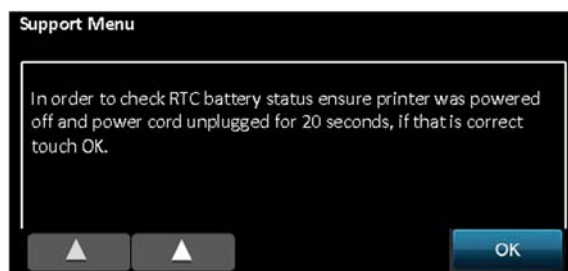 Support Menu
In order to check RTC battery status ensure printer was powered
off and power cord unplugged for 20 seconds, if that is correct
touch OK.
OK